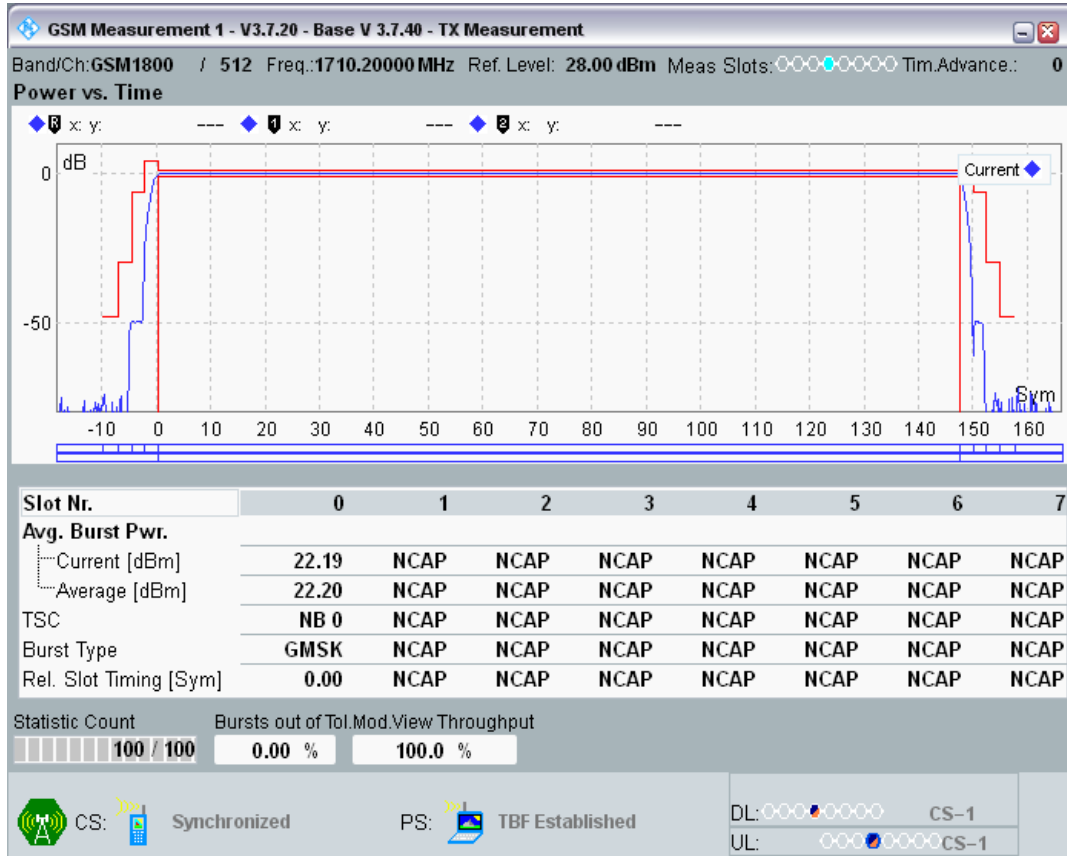 GSM Measurement 1 - V3.7.20 - Base V 3.7.40 - TX Measurement
Band/Ch:GSM1800 / 512 Freq.:1710.20000 MHz Ref. Level: 28.00 dBm Meas Slots: Tim.Advance.: 0
Power vs. Time
R x: y: --- 1 x: y: --- 2 x: y: ---
dB
Current
0
-50
Sym
-10 0 10 20 30 40 50 60 70 80 90 100 110 120 130 140 150 160
Slot Nr. 0 1 2 3 4 5 6 7
Avg. Burst Pwr.
Current [dBm] 22.19 NCAP NCAP NCAP NCAP NCAP NCAP NCAP
Average [dBm] 22.20 NCAP NCAP NCAP NCAP NCAP NCAP NCAP
TSC NB 0 NCAP NCAP NCAP NCAP NCAP NCAP NCAP
Burst Type GMSK NCAP NCAP NCAP NCAP NCAP NCAP NCAP
Rel. Slot Timing [Sym] 0.00 NCAP NCAP NCAP NCAP NCAP NCAP NCAP
Statistic Count Bursts out of Tol.Mod.View Throughput
100 / 100 0.00 % 100.0 %
CS: Synchronized PS: TBF Established DL: CS-1
UL: CS-1